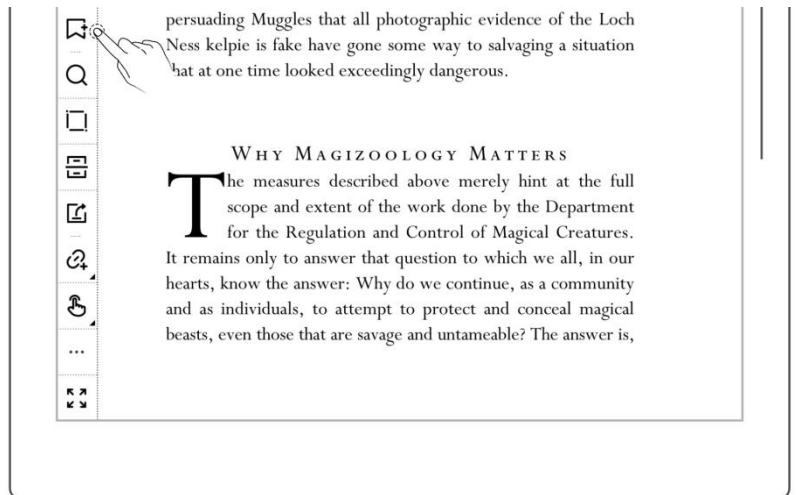 persuading Muggles that all photographic evidence of the Loch
Ness kelpie is fake have gone some way to salvaging a situation
hat at one time looked exceedingly dangerous.
WHY MAGIZOOLOGY MATTERS
The measures described above merely hint at the full
scope and extent of the work done by the Department
for the Regulation and Control of Magical Creatures.
It remains only to answer that question to which we all, in our
hearts, know the answer: Why do we continue, as a community
and as individuals, to attempt to protect and conceal magical
beasts, even those that are savage and untameable? The answer is,